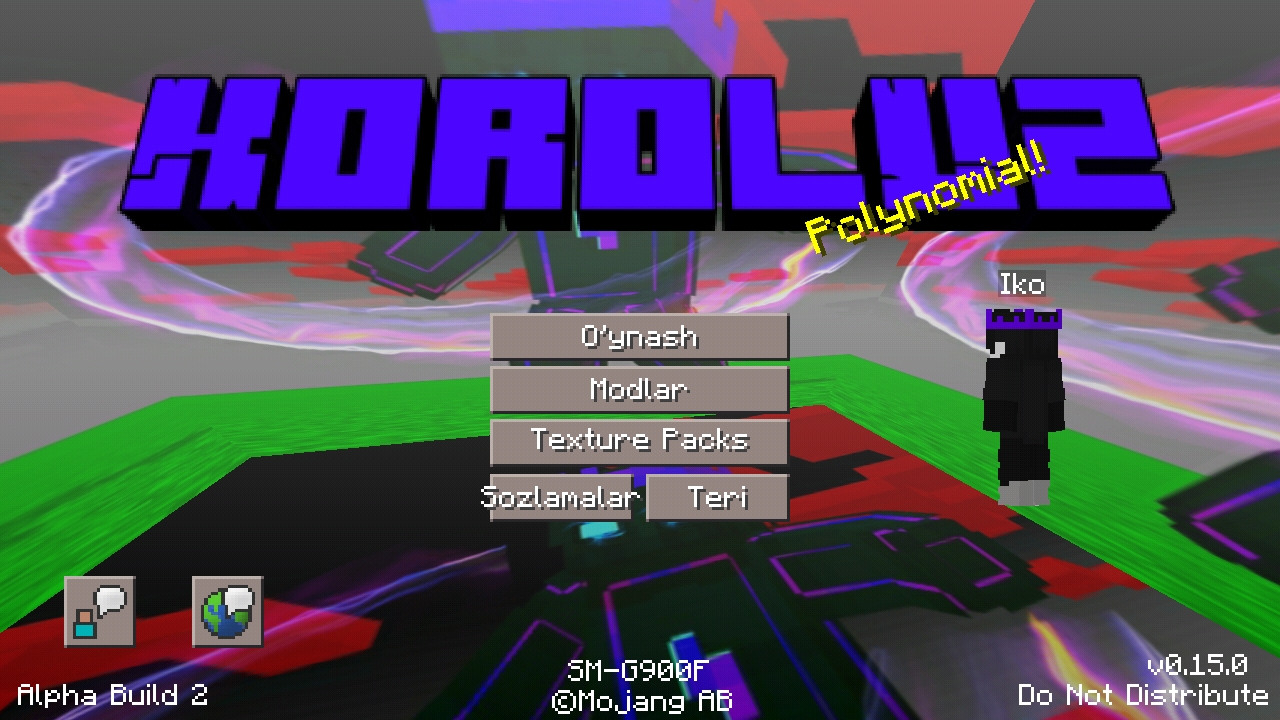 KOROLUZ
Polynomial!
Iko
O'ynash
Modlar
Texture Packs
Sozlamalar
Teri
SM-G900F
v0.15.0
Alpha Build 2
©Mojang AB
Do Not Distribute